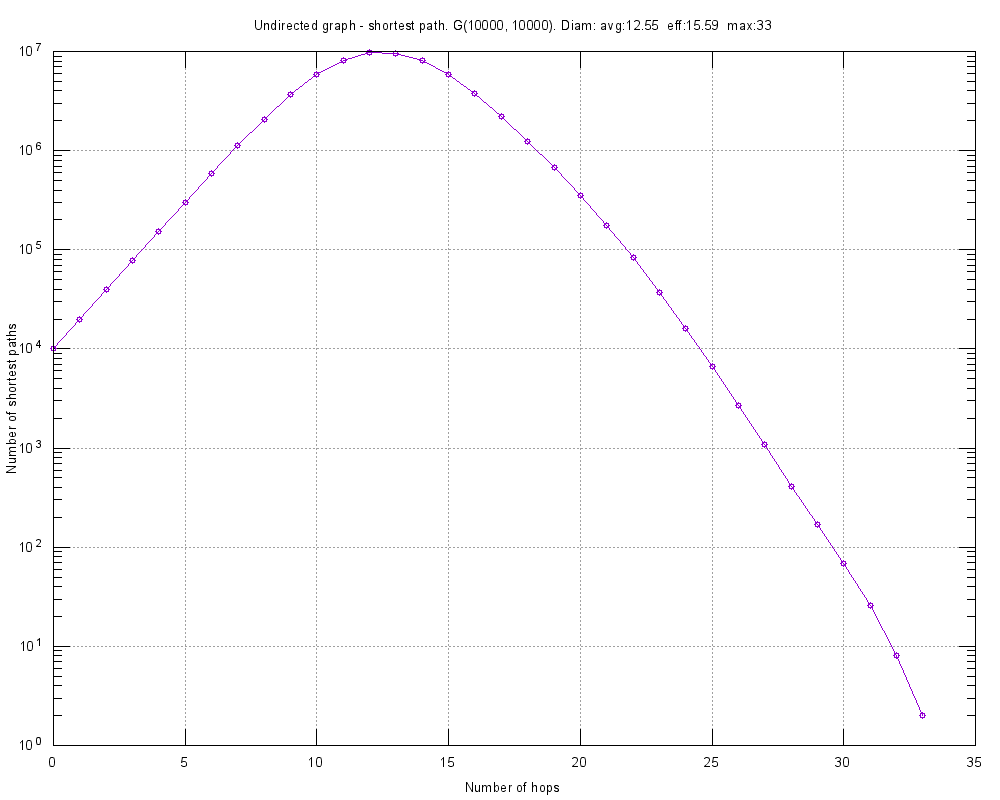 Undirected graph - shortest path. G(10000, 10000). Diam: avg:12.55 eff:15.59 max:33
10^7
10^6
10^5
10^4
10^3
10^2
10^1
10^0
Number of shortest paths
0 5 10 15 20 25 30 35
Number of hops